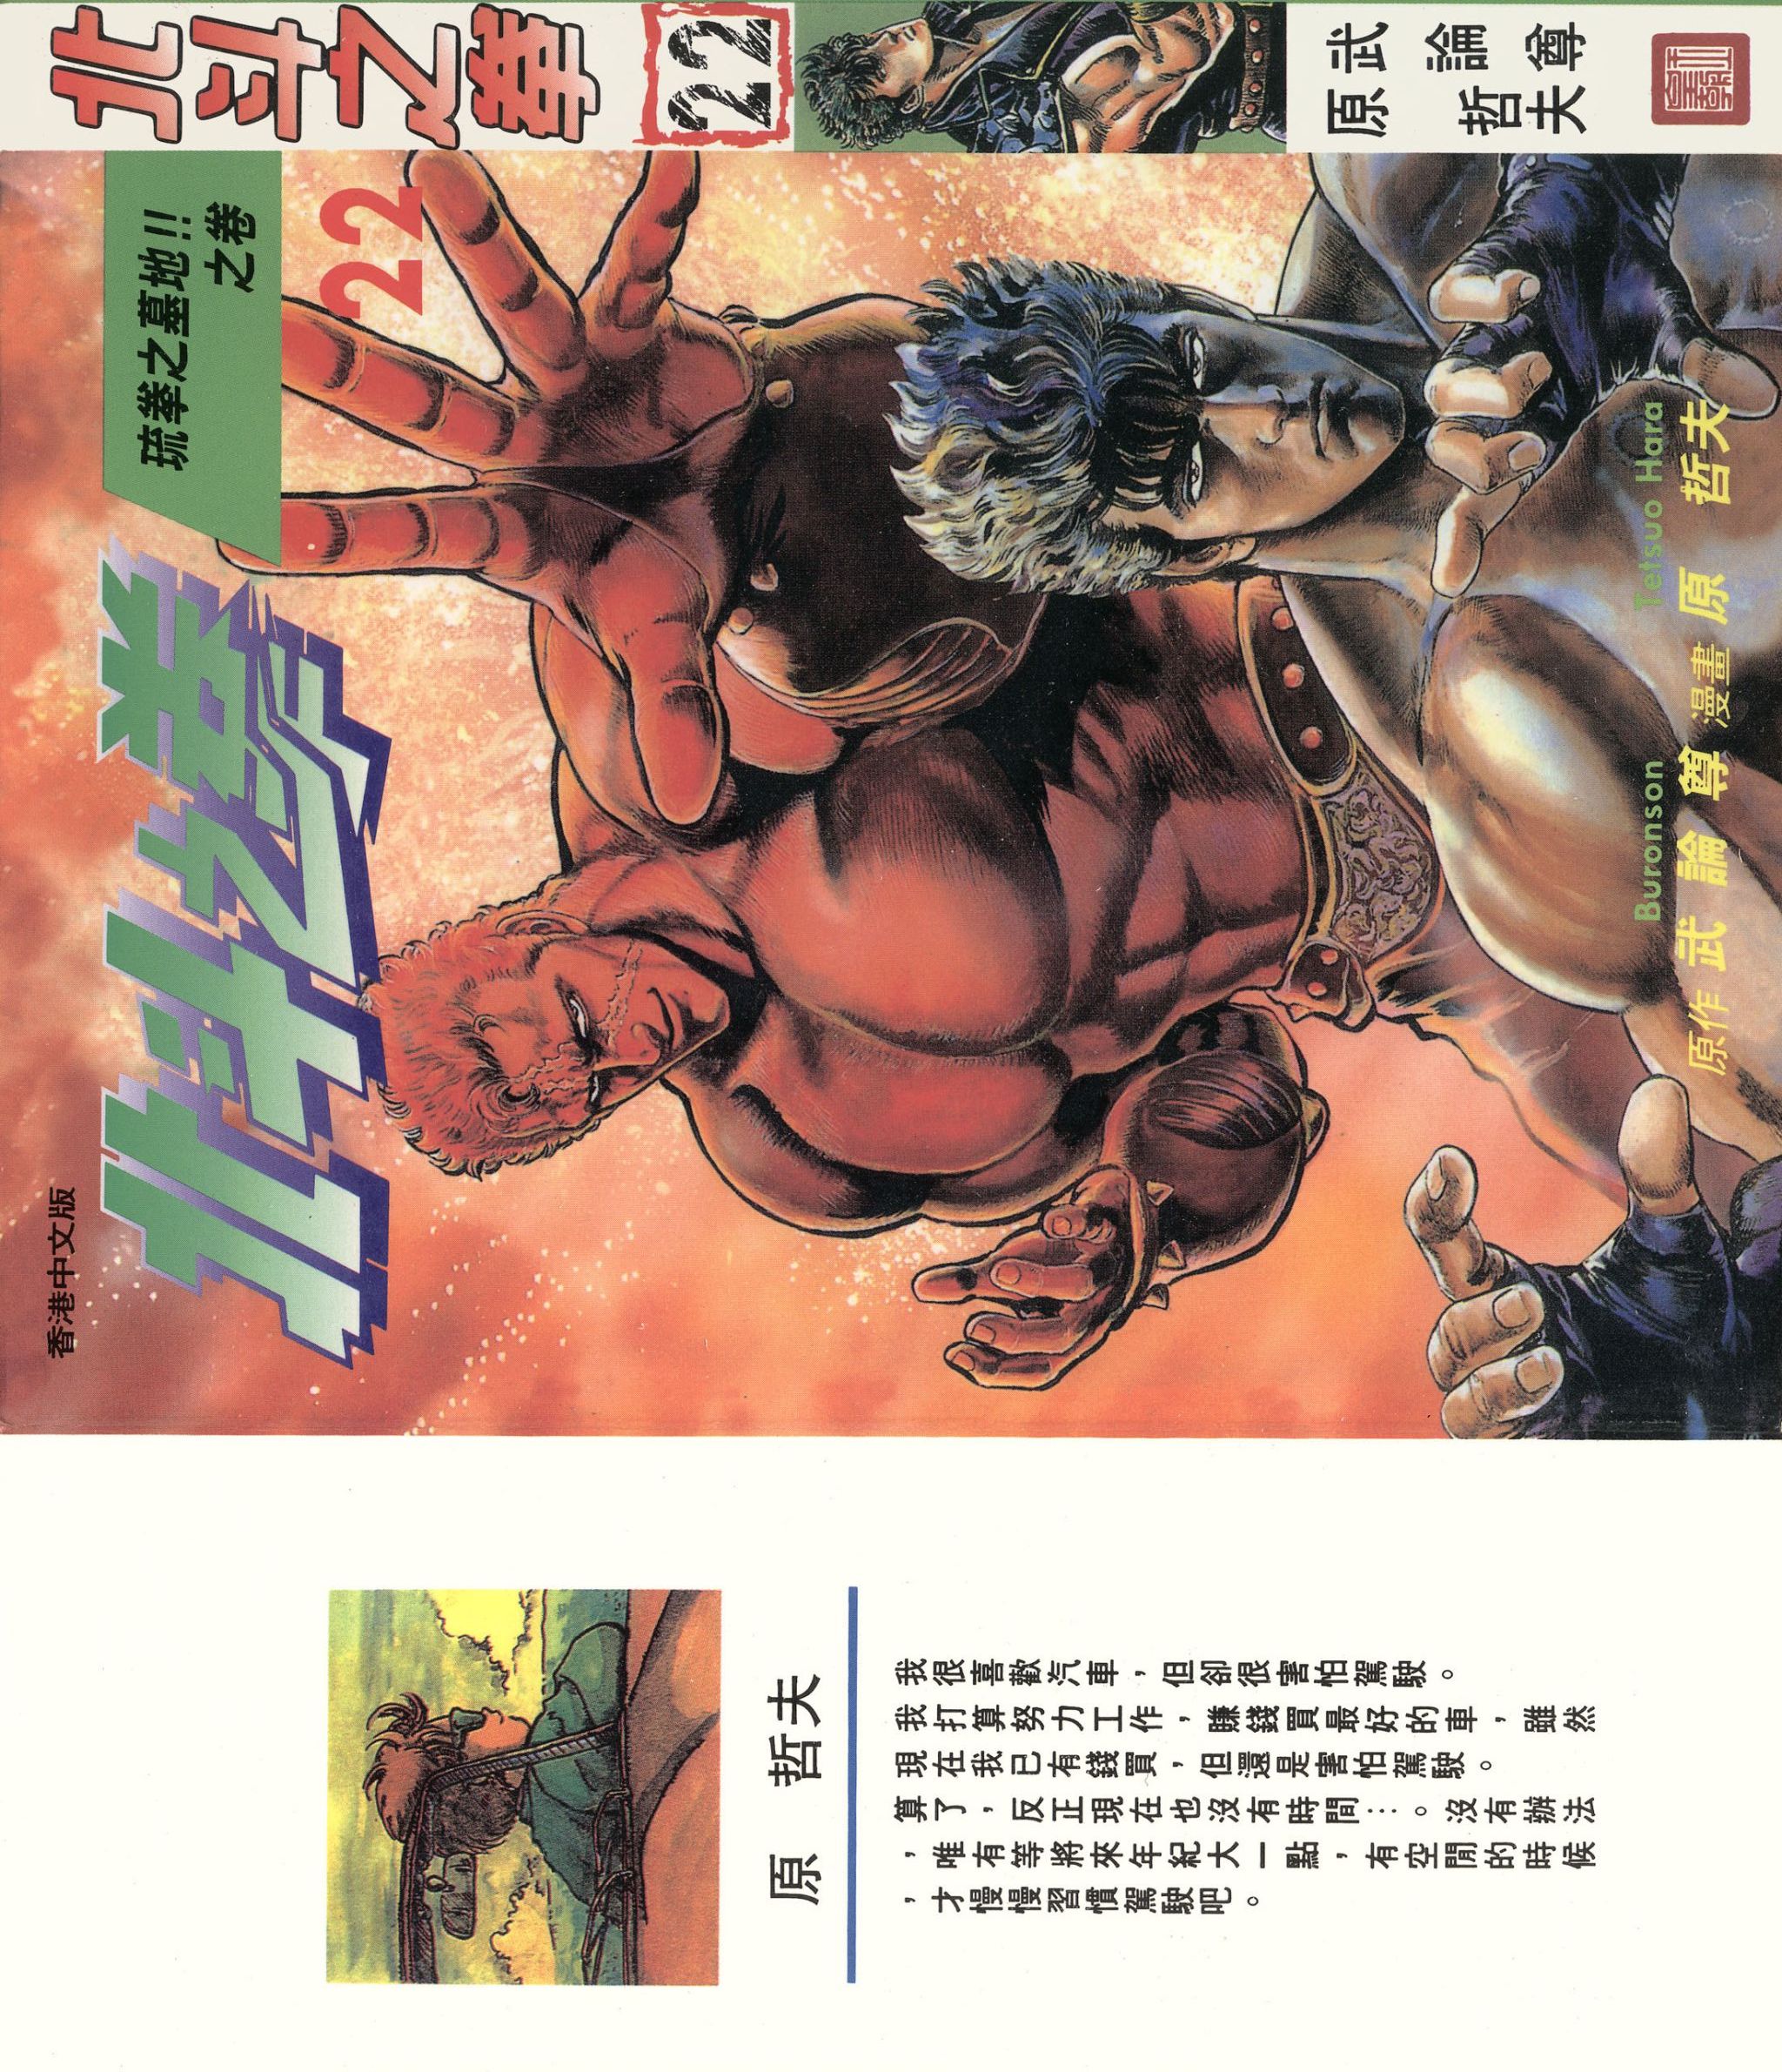 北斗之拳
22
武論尊
原哲夫
香港中文版
北斗之拳
琉拳之墓地!!
之卷
22
Buronson Tetsuo Hara
原作 武論尊 漫畫 原哲夫
原 哲夫
我很喜歡汽車，但卻很害怕駕駛。
我打算努力工作，賺錢買最好的車，雖然
現在我已有錢買，但還是害怕駕駛。
算了，反正現在也沒有時間…。沒有辦法
，唯有等將來年紀大一點，有空閒的時候
，才慢慢習慣駕駛吧。